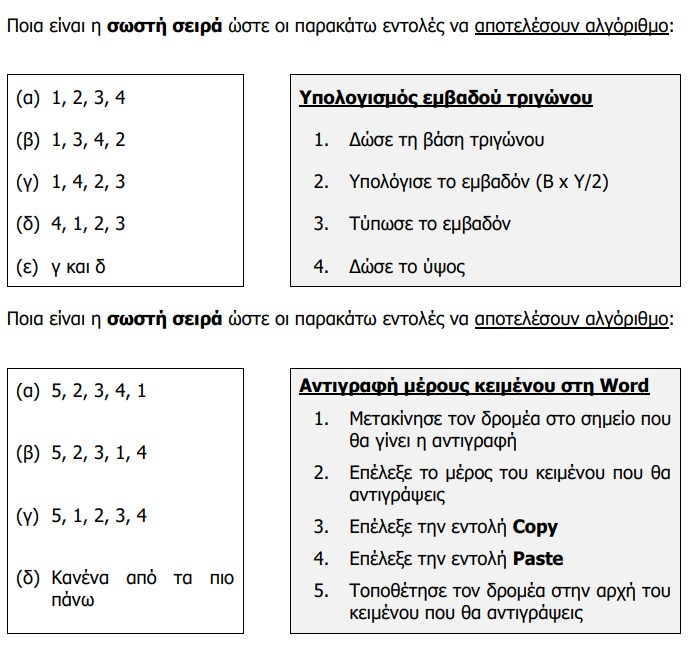 Ποια είναι η σωστή σειρά ώστε οι παρακάτω εντολές να αποτελέσουν αλγόριθμο:
(α) 1, 2, 3, 4
(β) 1, 3, 4, 2
(γ) 1, 4, 2, 3
(δ) 4, 1, 2, 3
(ε) γ και δ
Υπολογισμός εμβαδού τριγώνου
1. Δώσε τη βάση τριγώνου
2. Υπολόγισε το εμβαδόν (Β x Υ/2)
3. Τύπωσε το εμβαδόν
4. Δώσε το ύψος
Ποια είναι η σωστή σειρά ώστε οι παρακάτω εντολές να αποτελέσουν αλγόριθμο:
(α) 5, 2, 3, 4, 1
(β) 5, 2, 3, 1, 4
(γ) 5, 1, 2, 3, 4
(δ) Κανένα από τα πιο
πάνω
Αντιγραφή μέρους κειμένου στη Word
1. Μετακίνησε τον δρομέα στο σημείο που
θα γίνει η αντιγραφή
2. Επέλεξε το μέρος του κειμένου που θα
αντιγράψεις
3. Επέλεξε την εντολή Copy
4. Επέλεξε την εντολή Paste
5. Τοποθέτησε τον δρομέα στην αρχή του
κειμένου που θα αντιγράψεις